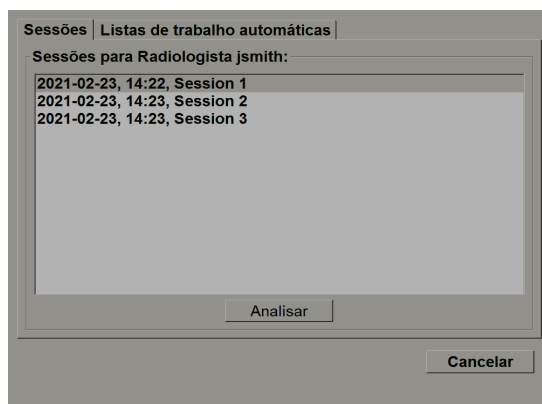 Sessões Listas de trabalho automáticas
Sessões para Radiologista jsmith:
2021-02-23, 14:22, Session 1
2021-02-23, 14:23, Session 2
2021-02-23, 14:23, Session 3
Analisar
Cancelar